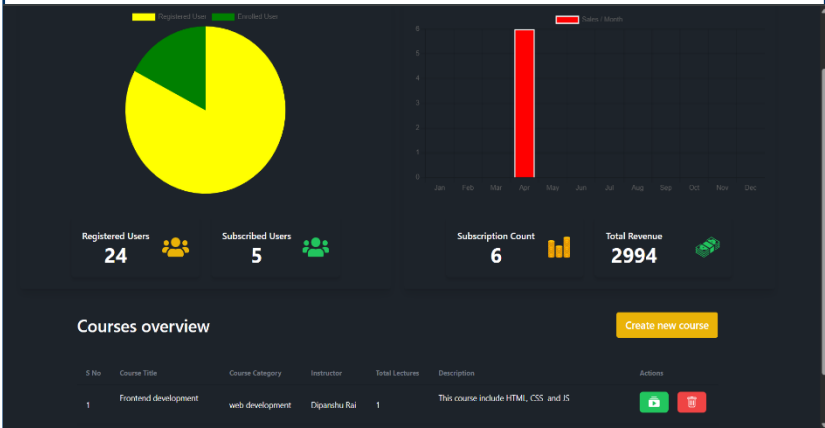 Registered User Enrolled User
Sales / Month
6
5
4
3
2
1
0
Jan Feb Mar Apr May Jun Jul Aug Sep Oct Nov Dec
Registered Users
24
Subscribed Users
5
Subscription Count
6
Total Revenue
2994
Courses overview
Create new course
S No Course Title Course Category Instructor Total Lectures Description Actions
1 Frontend development web development Dipanshu Rai 1 This course include HTML, CSS and JS